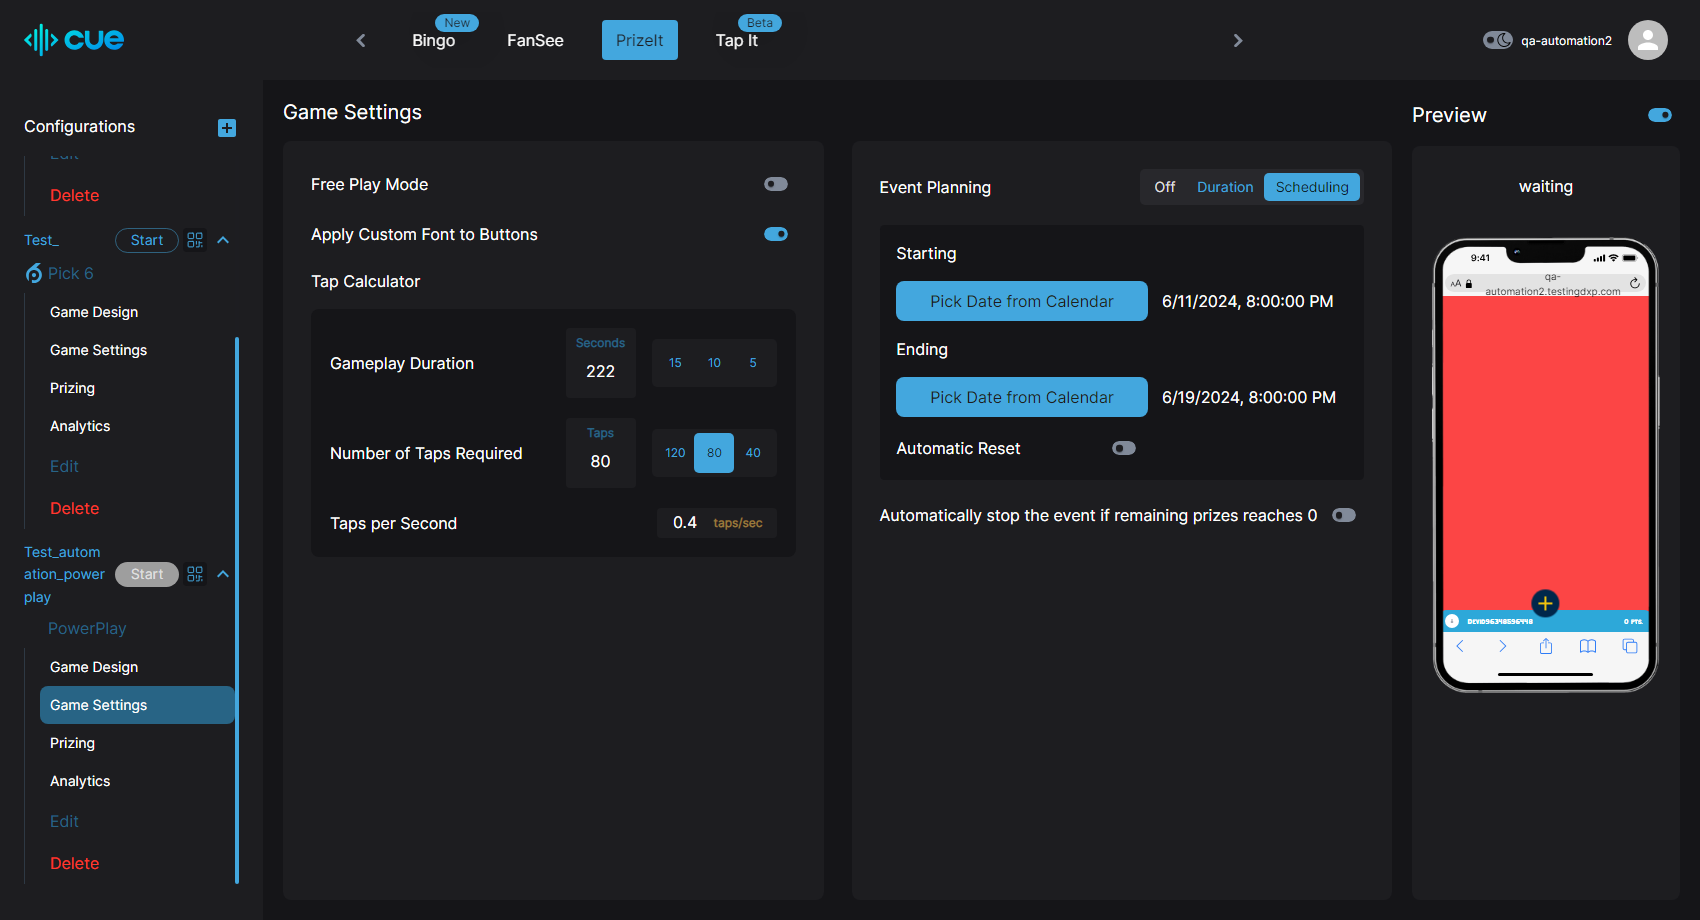 cue
New
Bingo
FanSee
PrizeIt
Beta
Tap It
qa-automation2
Configurations
Edit
Delete
Test_
Start
Pick 6
Game Design
Game Settings
Prizing
Analytics
Edit
Delete
Test_autom
ation_power
play
Start
PowerPlay
Game Design
Game Settings
Prizing
Analytics
Edit
Delete
Game Settings
Free Play Mode
Apply Custom Font to Buttons
Tap Calculator
Gameplay Duration
Seconds
222
15 10 5
Number of Taps Required
Taps
80
120 80 40
Taps per Second
0.4 taps/sec
Event Planning
Off Duration Scheduling
Starting
Pick Date from Calendar 6/11/2024, 8:00:00 PM
Ending
Pick Date from Calendar 6/19/2024, 8:00:00 PM
Automatic Reset
Automatically stop the event if remaining prizes reaches 0
Preview
waiting
9:41
AA
qa-
automation2.testingdxp.com
0 PTS.